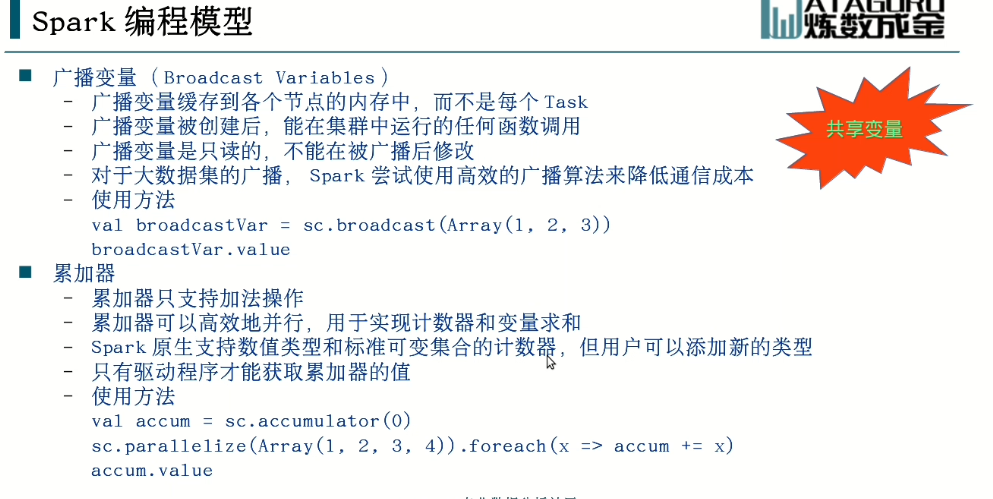 Spark 编程模型
ATAGURU
炼数成金
■ 广播变量（Broadcast Variables）
– 广播变量缓存到各个节点的内存中，而不是每个 Task
– 广播变量被创建后，能在集群中运行的任何函数调用
– 广播变量是只读的，不能在被广播后修改
– 对于大数据集的广播， Spark 尝试使用高效的广播算法来降低通信成本
– 使用方法
val broadcastVar = sc.broadcast(Array(1, 2, 3))
broadcastVar.value
共享变量
■ 累加器
– 累加器只支持加法操作
– 累加器可以高效地并行，用于实现计数器和变量求和
– Spark 原生支持数值类型和标准可变集合的计数器，但用户可以添加新的类型
– 只有驱动程序才能获取累加器的值
– 使用方法
val accum = sc.accumulator(0)
sc.parallelize(Array(1, 2, 3, 4)).foreach(x => accum += x)
accum.value